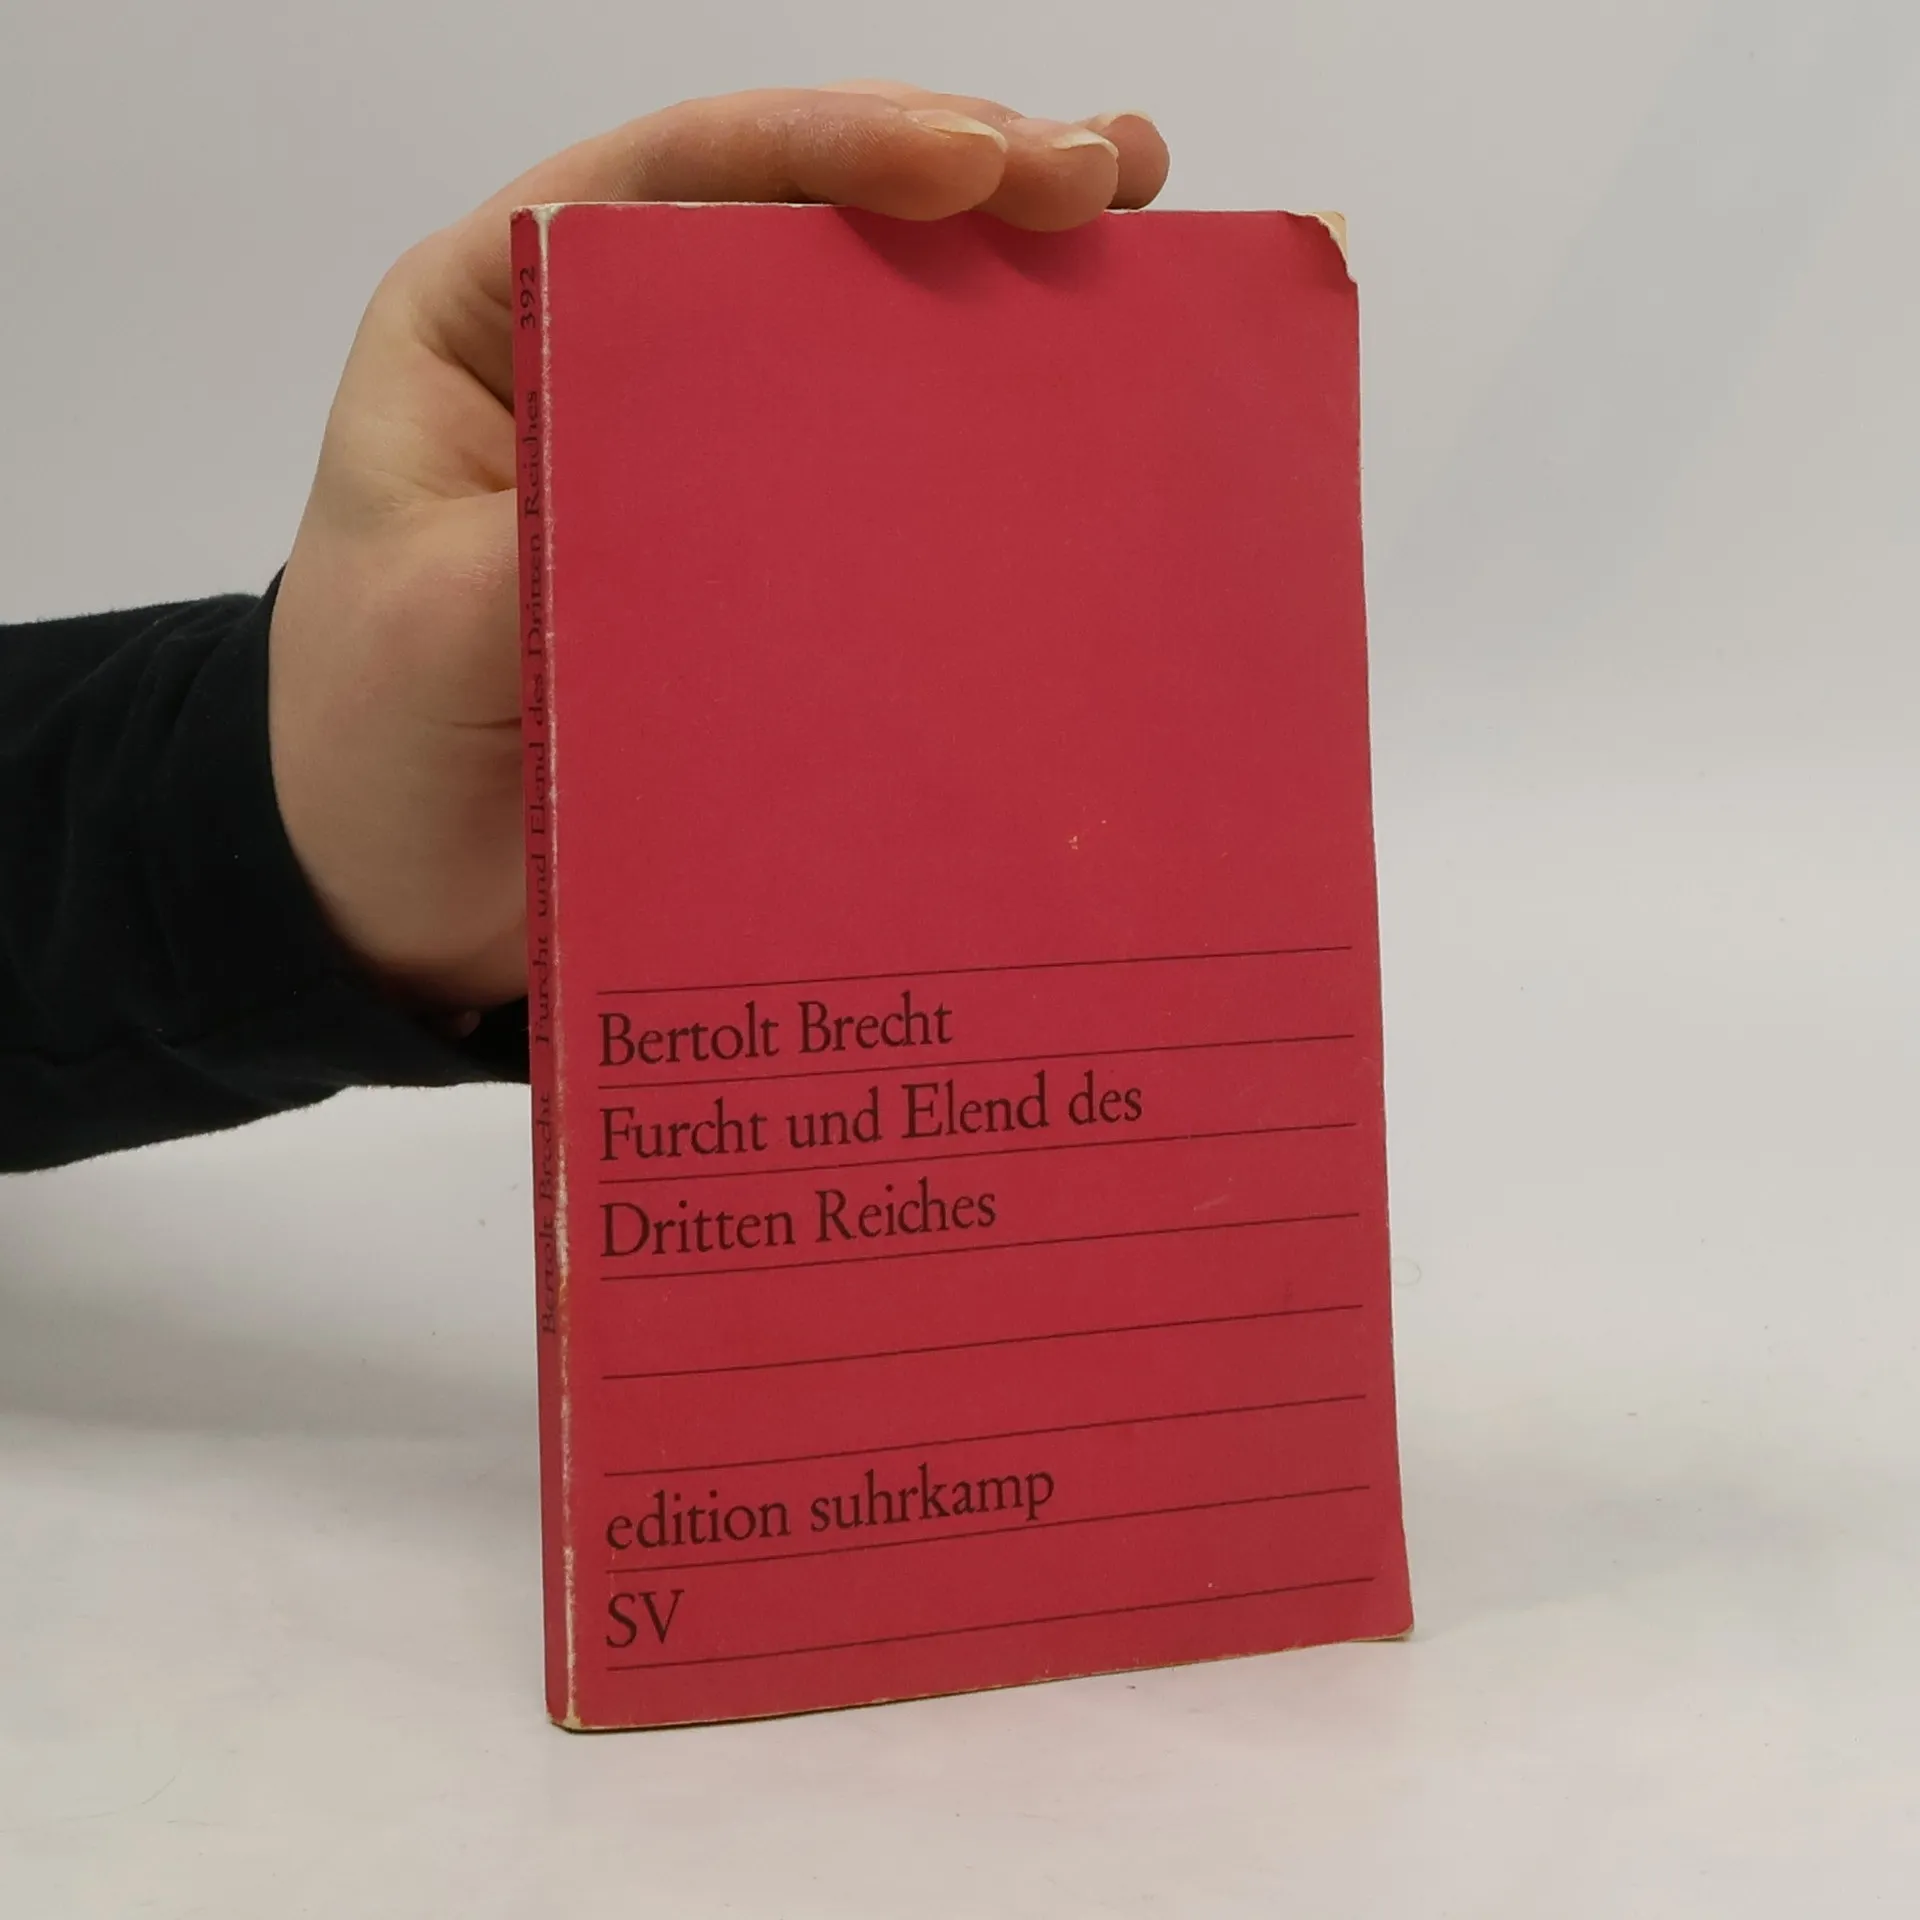 Bertolt Brecht Furcht und Elend des Dritten Reiches 392
Bertolt Brecht
Furcht und Elend des
Dritten Reiches
edition suhrkamp
SV